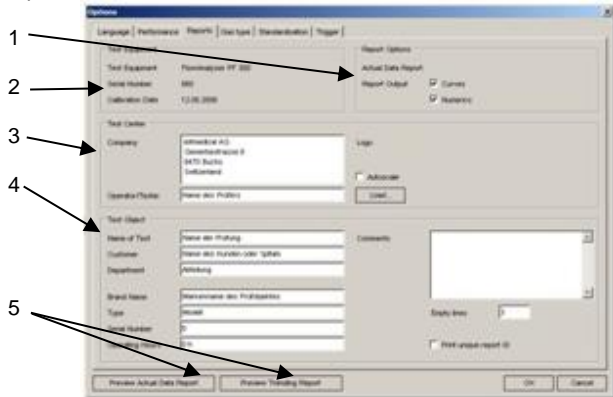 Options
Language Performance Reports Gas type Standardisation Trigger
1
Test Equipment
Report Options
Test Equipment
Flowanalyser PF 300
Actual Data Report
2
Serial Number
Report Output
Curves
Calibration Date
12.05.2006
Numerics
Test Center
3
Company
imtmedical AG
Gewerbestrasse 8
9470 Buchs
Switzerland
Logo
Autoscale
Operator/Tester
Name des Prüfers
Load...
4
Test Object
Name of Test
Name der Prüfung
Comments
Customer
Name des Kunden oder Spitals
Department
Abteilung
5
Brand Name
Markenname des Prüfobjektes
Type
Modell
Empty lines
Serial Number
Operating Hours
Print unique report ID
Preview Actual Data Report
Preview Trending Report
OK
Cancel